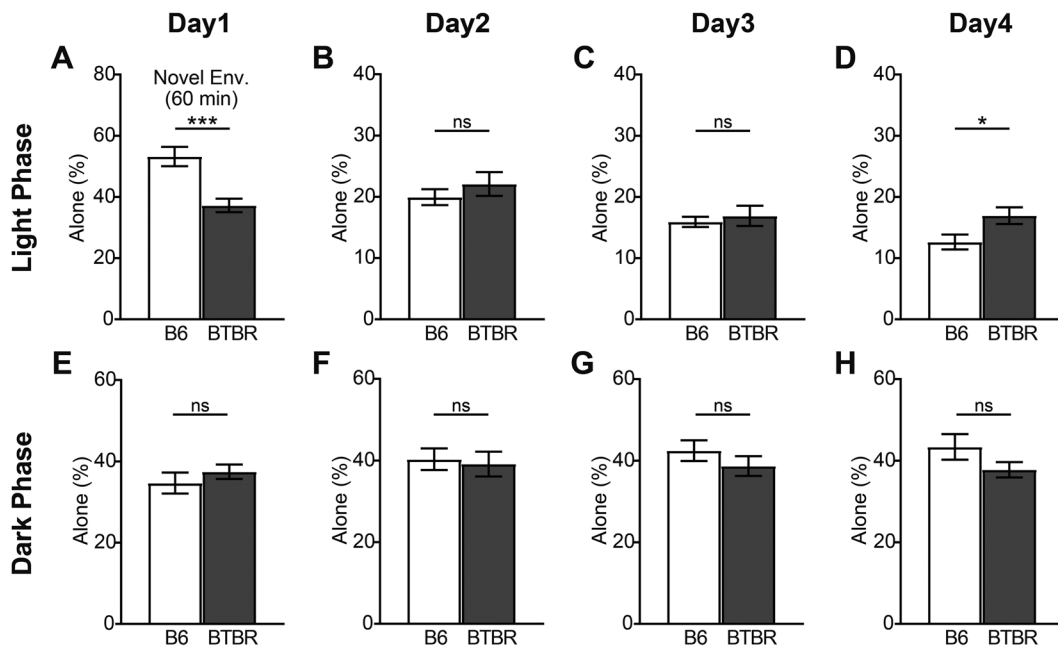 Day1 Day2 Day3 Day4
Light Phase
A
Alone (%)
80
60
40
20
0
Novel Env.
(60 min)
***
B6 BTBR
B
Alone (%)
40
30
20
10
0
ns
B6 BTBR
C
Alone (%)
40
30
20
10
0
ns
B6 BTBR
D
Alone (%)
40
30
20
10
0
*
B6 BTBR
Dark Phase
E
Alone (%)
60
40
20
0
ns
B6 BTBR
F
Alone (%)
60
40
20
0
ns
B6 BTBR
G
Alone (%)
60
40
20
0
ns
B6 BTBR
H
Alone (%)
60
40
20
0
ns
B6 BTBR